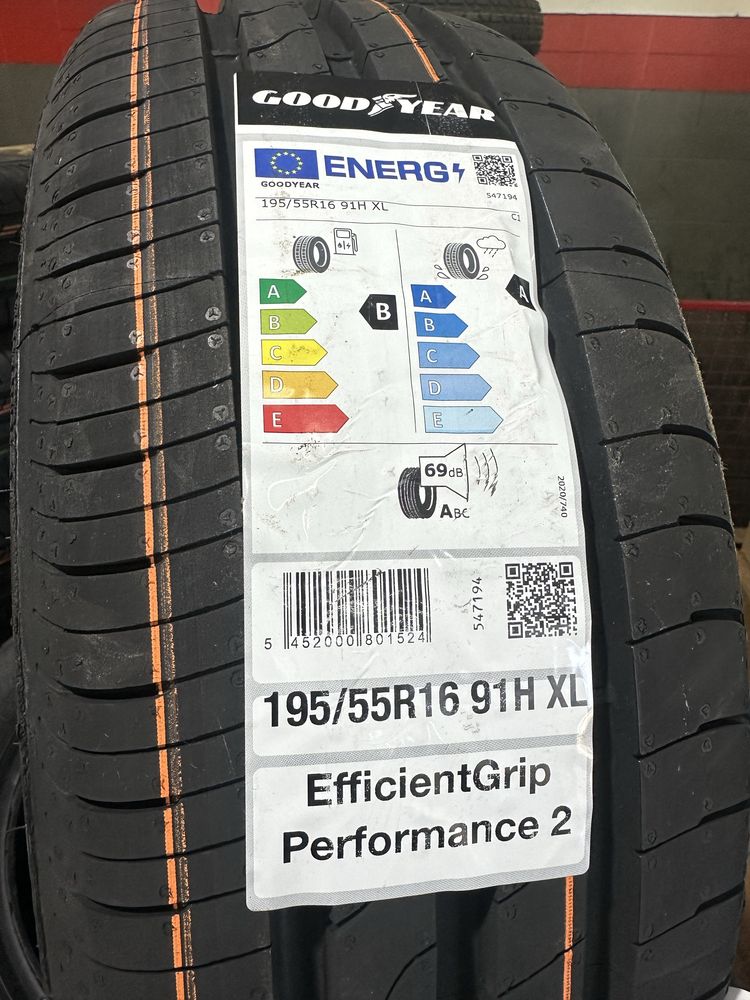 GOODYEAR
ENERG
GOODYEAR
547194
195/55R16 91H XL
C1
A
B
C
D
E
B
A
B
C
D
E
A
69dB
ABC
2020/740
5 452000 801524
547194
195/55R16 91H XL
EfficientGrip
Performance 2